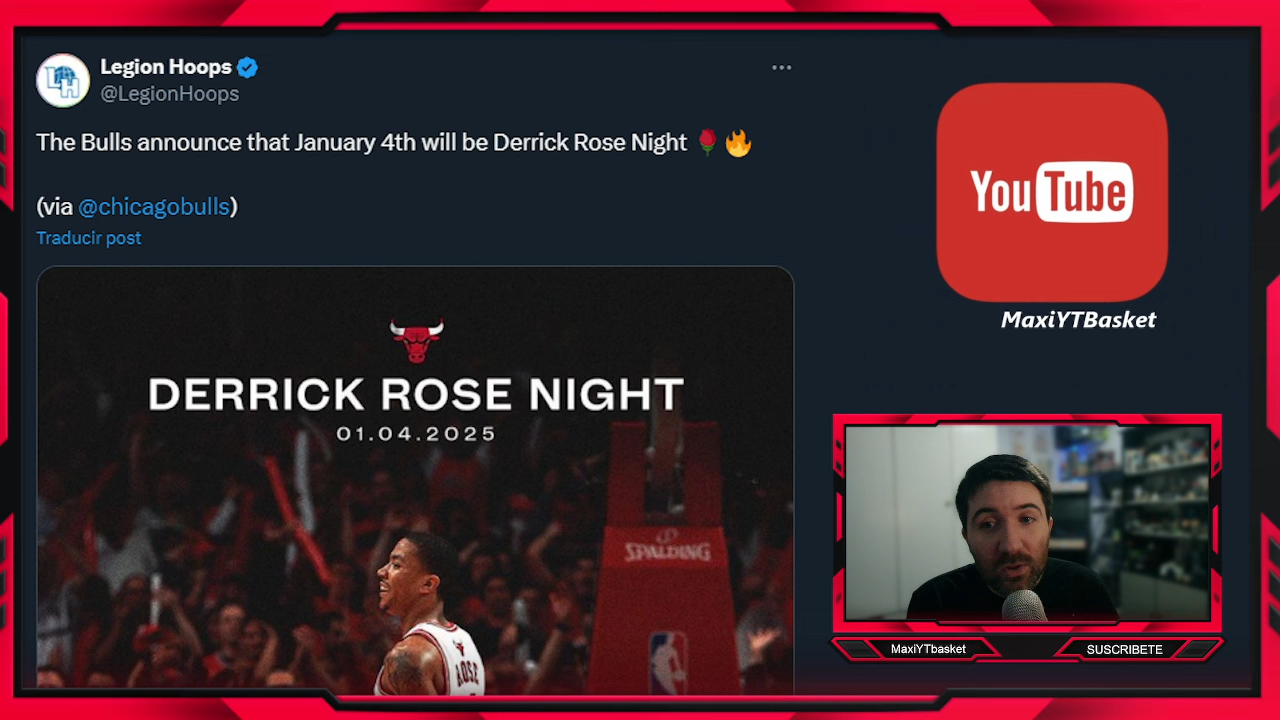 Legion Hoops
@LegionHoops
The Bulls announce that January 4th will be Derrick Rose Night 🌹🔥
(via @chicagobulls)
Traducir post
DERRICK ROSE NIGHT
01.04.2025
SPALDING
ROSE
YouTube
MaxiYTBasket
MaxiYTbasket
SUSCRIBETE